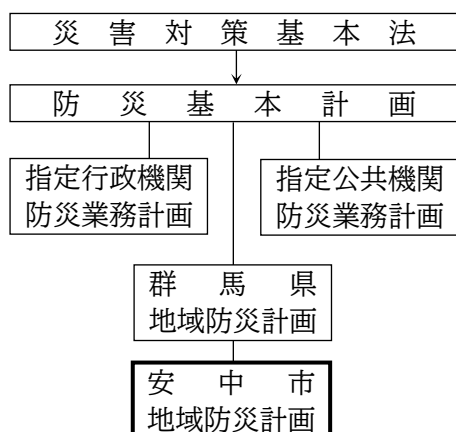 災害対策基本法
防災基本計画
指定行政機関
防災業務計画
指定公共機関
防災業務計画
群馬県
地域防災計画
安中市
地域防災計画